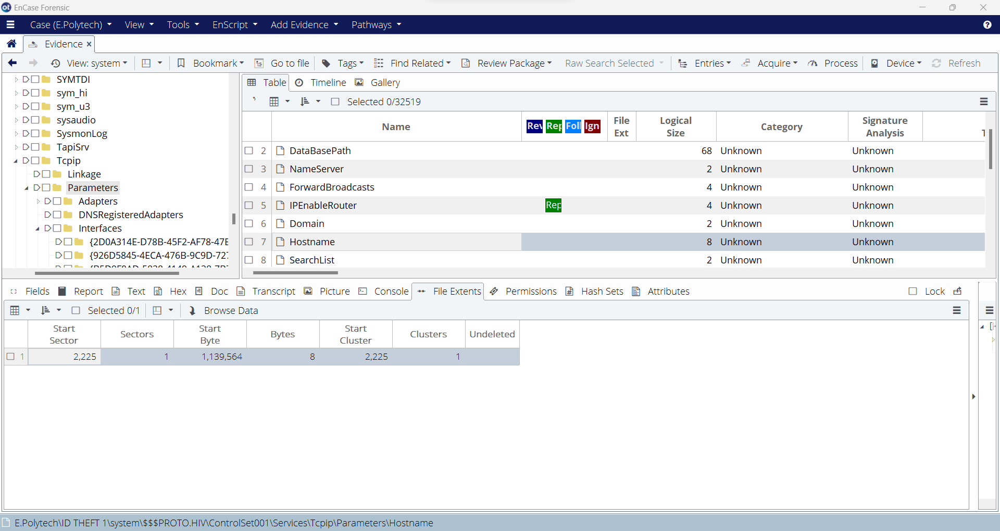 EnCase Forensic
Case (E.Polytech) View Tools EnScript Add Evidence Pathways
Evidence
View: system Bookmark Go to file Tags Find Related Review Package Raw Search Selected Entries Acquire Process Device Refresh
SYMTDI
sym_hi
sym_u3
sysaudio
SysmonLog
TapiSrv
Tcpip
Linkage
Parameters
Adapters
DNSRegisteredAdapters
Interfaces
{2D0A314E-D78B-45F2-AF78-47E
{926D5845-4ECA-476B-9C9D-727
Table Timeline Gallery
Selected 0/32519
Name Rev Rep Foll Ign File Ext Logical Size Category Signature Analysis
2 DataBasePath 68 Unknown Unknown
3 NameServer 2 Unknown Unknown
4 ForwardBroadcasts 4 Unknown Unknown
5 IPEnableRouter Rep 4 Unknown Unknown
6 Domain 2 Unknown Unknown
7 Hostname 8 Unknown Unknown
8 SearchList 2 Unknown Unknown
Fields Report Text Hex Doc Transcript Picture Console File Extents Permissions Hash Sets Attributes Lock
Selected 0/1 Browse Data
Start Sector Sectors Start Byte Bytes Start Cluster Clusters Undeleted
1 2,225 1 1,139,564 8 2,225 1
E.Polytech\ID THEFT 1\system\$$$PROTO.HIV\ControlSet001\Services\Tcpip\Parameters\Hostname